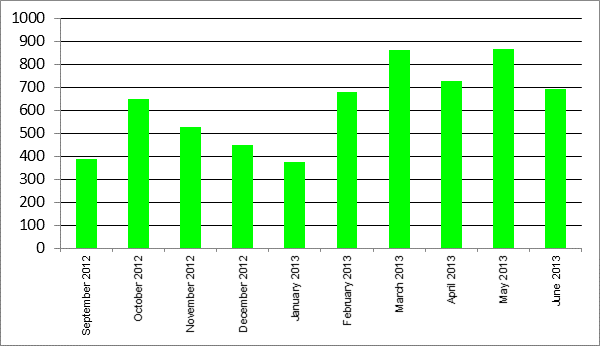 1000
900
800
700
600
500
400
300
200
100
0
September 2012
October 2012
November 2012
December 2012
January 2013
February 2013
March 2013
April 2013
May 2013
June 2013